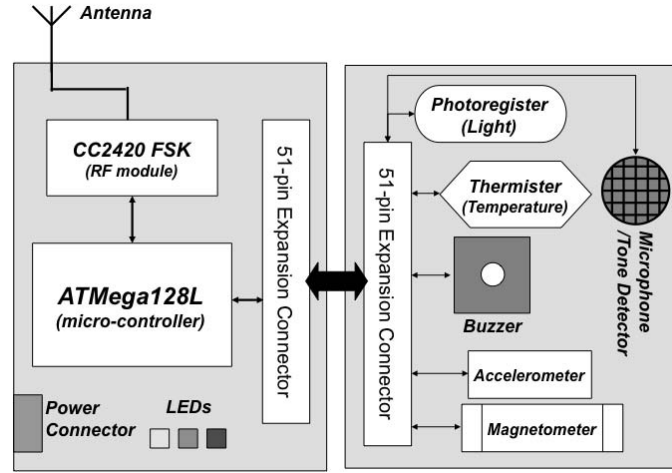 Antenna
CC2420 FSK
(RF module)
ATMega128L
(micro-controller)
51-pin Expansion Connector
Power
Connector
LEDs
51-pin Expansion Connector
Photoregister
(Light)
Thermister
(Temperature)
Microphone
/Tone Detector
Buzzer
Accelerometer
Magnetometer